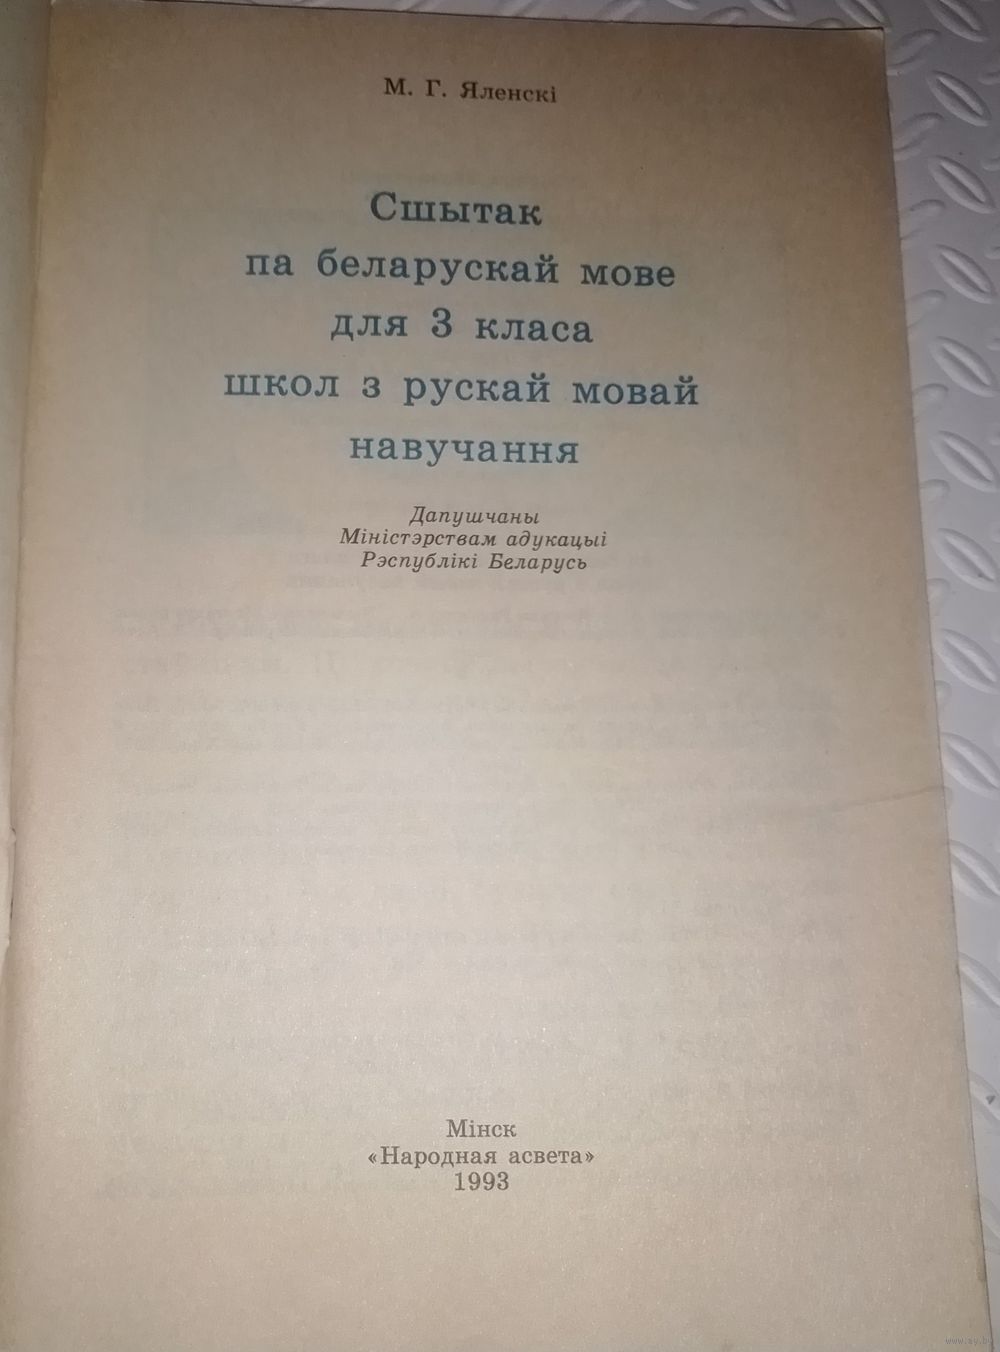 М. Г. Яленскі
Сшытак
па беларускай мове
для 3 класа
школ з рускай мовай
навучання
Дапушчаны
Міністэрствам адукацыі
Рэспублікі Беларусь
Мінск
«Народная асвета»
1993